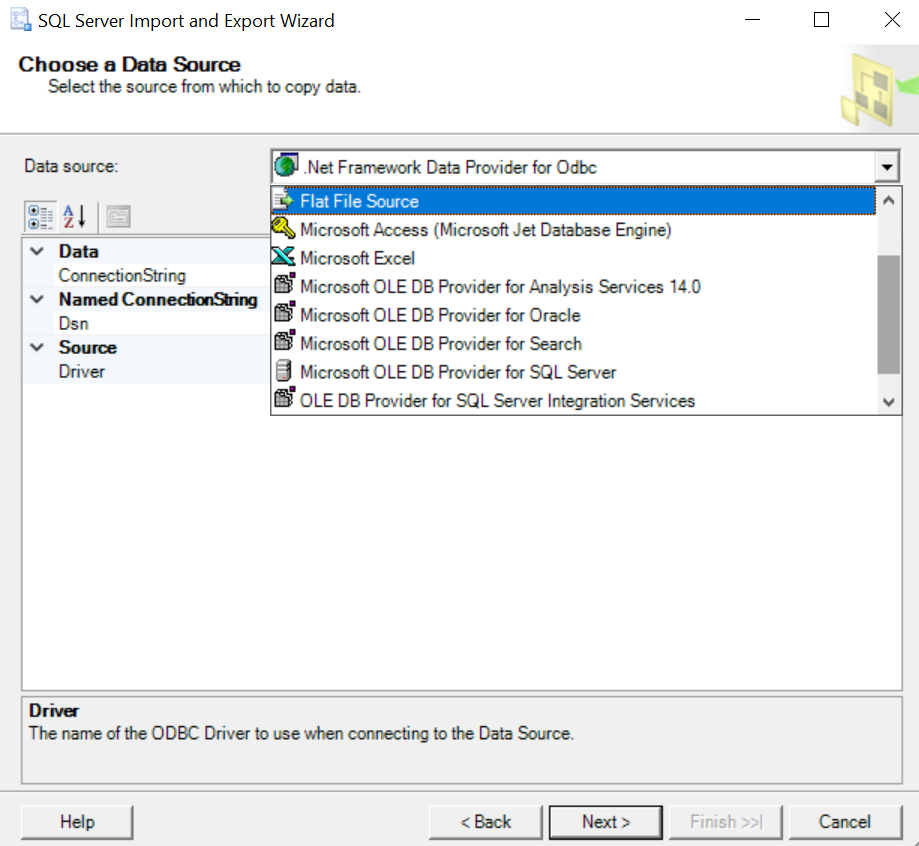 SQL Server Import and Export Wizard
Choose a Data Source
Select the source from which to copy data.
Data source:
.Net Framework Data Provider for Odbc
Flat File Source
Microsoft Access (Microsoft Jet Database Engine)
Microsoft Excel
Microsoft OLE DB Provider for Analysis Services 14.0
Microsoft OLE DB Provider for Oracle
Microsoft OLE DB Provider for Search
Microsoft OLE DB Provider for SQL Server
OLE DB Provider for SQL Server Integration Services
A
Z
Data
ConnectionString
Named ConnectionString
Dsn
Source
Driver
Driver
The name of the ODBC Driver to use when connecting to the Data Source.
Help
< Back
Next >
Finish >>|
Cancel